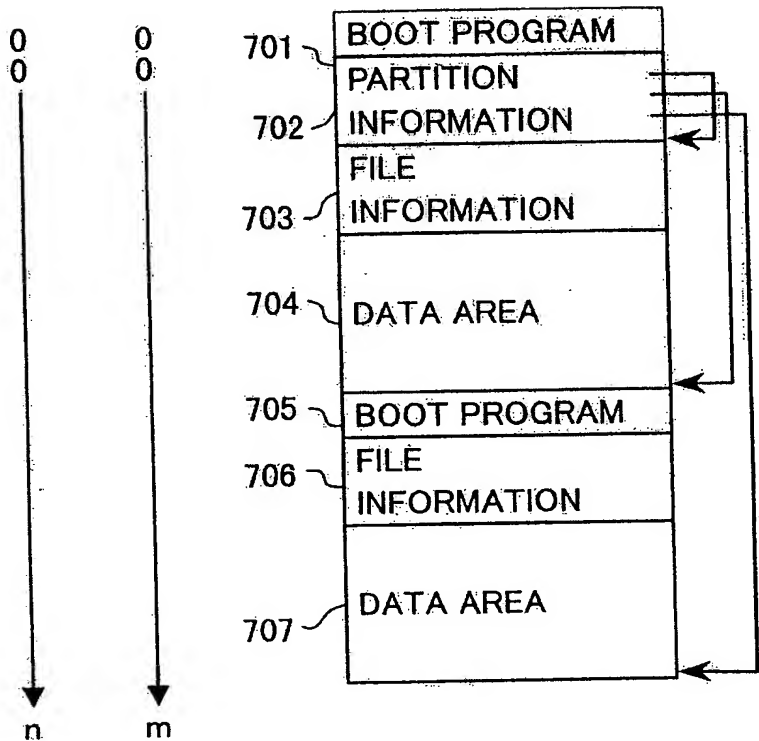 0 0
0 0
n m
701
702
703
704
705
706
707
BOOT PROGRAM
PARTITION
INFORMATION
FILE
INFORMATION
DATA AREA
BOOT PROGRAM
FILE
INFORMATION
DATA AREA